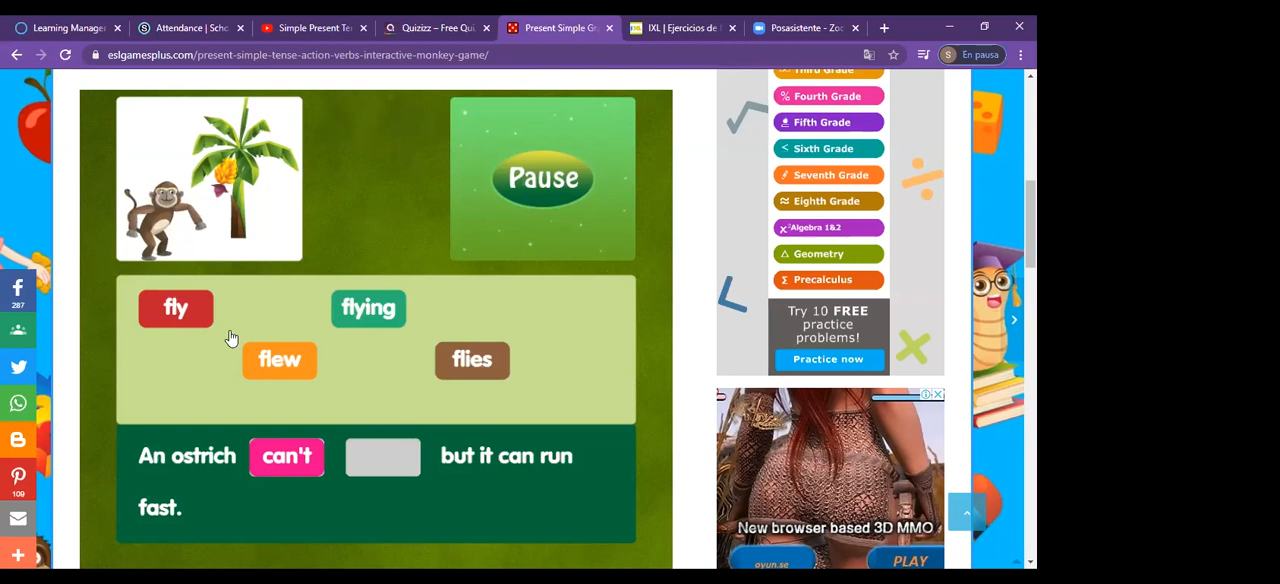 Learning Manage
Attendance | Scho
Simple Present Te
Quizizz – Free Qui
Present Simple Gr
IXL | Ejercicios de
Posasistente - Zoo
eslgamesplus.com/present-simple-tense-action-verbs-interactive-monkey-game/
S
En pausa
Pause
fly
flying
flew
flies
An ostrich can't but it can run
fast.
287
109
Third Grade
Fourth Grade
Fifth Grade
Sixth Grade
Seventh Grade
Eighth Grade
Algebra 1&2
Geometry
Precalculus
Try 10 FREE
practice
problems!
Practice now
New browser based 3D MMO
oyun.se
PLAY